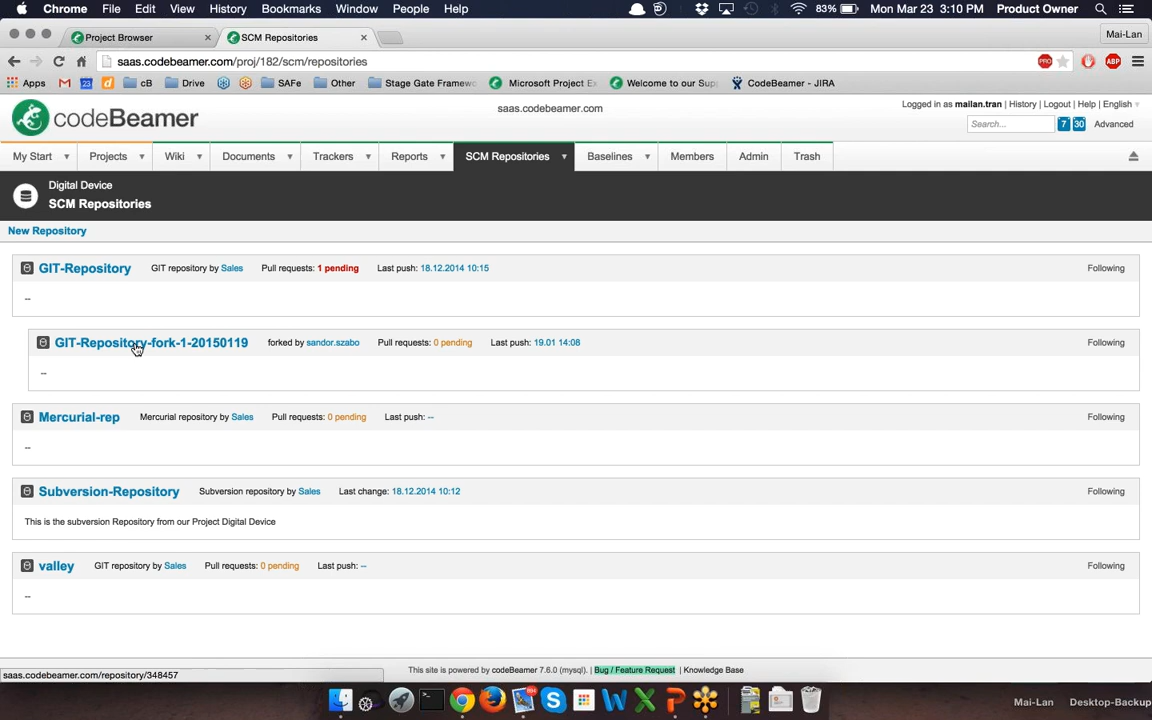 Chrome File Edit View History Bookmarks Window People Help 83% Mon Mar 23 3:10 PM Product Owner
Project Browser SCM Repositories Mai-Lan
saas.codebeamer.com/proj/182/scm/repositories
Apps cB Drive SAFe Other Stage Gate Framewo Microsoft Project Ex Welcome to our Supp CodeBeamer - JIRA
codeBeamer saas.codebeamer.com Logged in as mailan.tran | History | Logout | Help | English
Search... 7 30 Advanced
My Start Projects Wiki Documents Trackers Reports SCM Repositories Baselines Members Admin Trash
Digital Device
SCM Repositories
New Repository
GIT-Repository GIT repository by Sales Pull requests: 1 pending Last push: 18.12.2014 10:15 Following
--
GIT-Repository-fork-1-20150119 forked by sandor.szabo Pull requests: 0 pending Last push: 19.01 14:08 Following
--
Mercurial-rep Mercurial repository by Sales Pull requests: 0 pending Last push: -- Following
--
Subversion-Repository Subversion repository by Sales Last change: 18.12.2014 10:12 Following
This is the subversion Repository from our Project Digital Device
valley GIT repository by Sales Pull requests: 0 pending Last push: -- Following
--
This site is powered by codeBeamer 7.6.0 (mysql). | Bug / Feature Request | Knowledge Base
saas.codebeamer.com/repository/348457
Mai-Lan Desktop-Backup